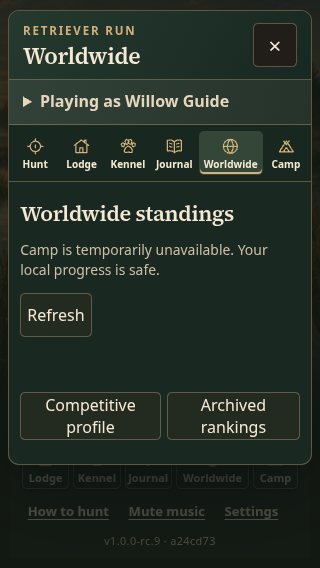 RETRIEVER RUN
Worldwide
✕
▶ Playing as Willow Guide
Hunt Lodge Kennel Journal Worldwide Camp
Worldwide standings
Camp is temporarily unavailable. Your
local progress is safe.
Refresh
Competitive profile
Archived rankings
Lodge Kennel Journal Worldwide Camp
How to hunt Mute music Settings
v1.0.0-rc.9 · a24cd73